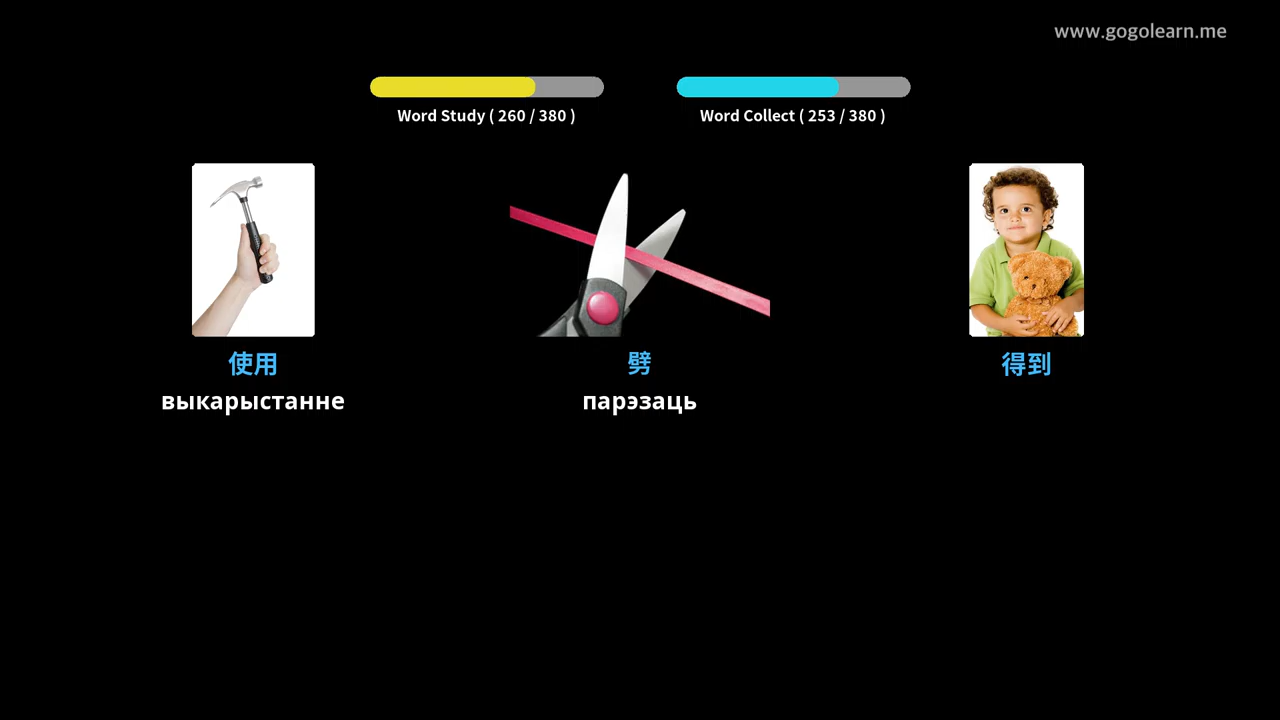 www.gogolearn.me
Word Study ( 260 / 380 )
Word Collect ( 253 / 380 )
使用
劈
得到
выкарыстанне
парэзаць